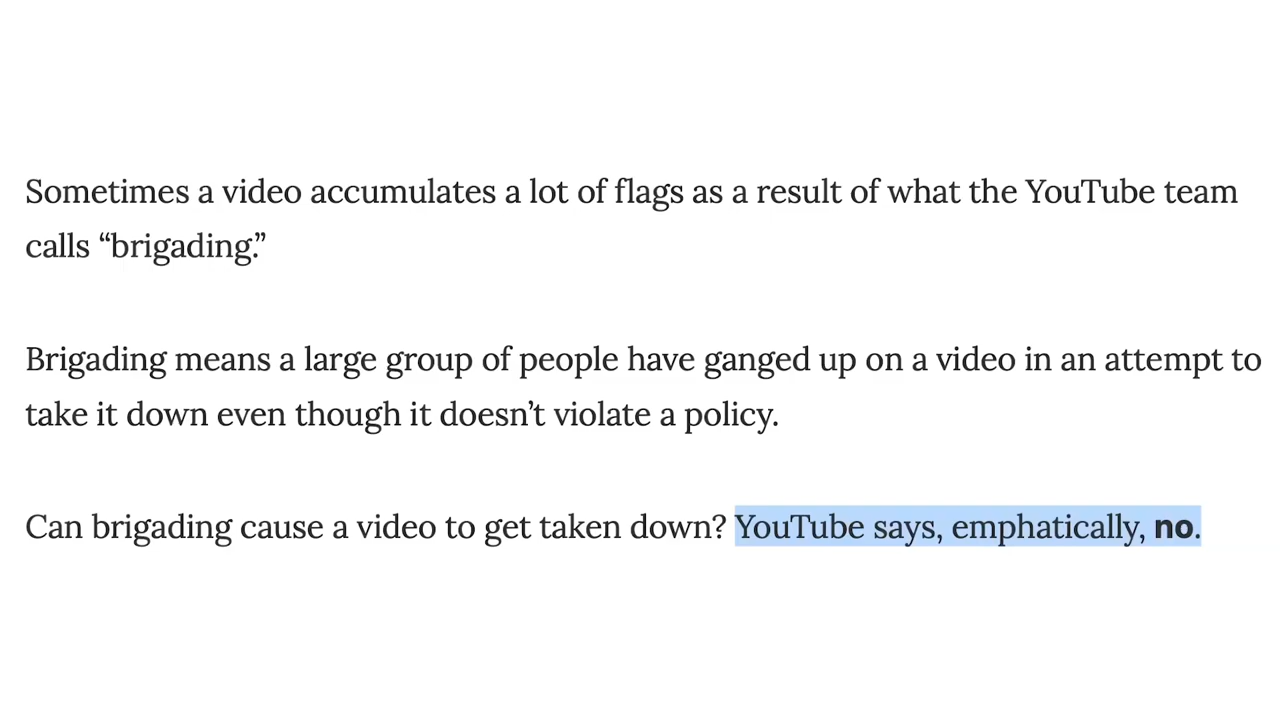 Sometimes a video accumulates a lot of flags as a result of what the YouTube team
calls “brigading.”
Brigading means a large group of people have ganged up on a video in an attempt to
take it down even though it doesn’t violate a policy.
Can brigading cause a video to get taken down? YouTube says, emphatically, no.